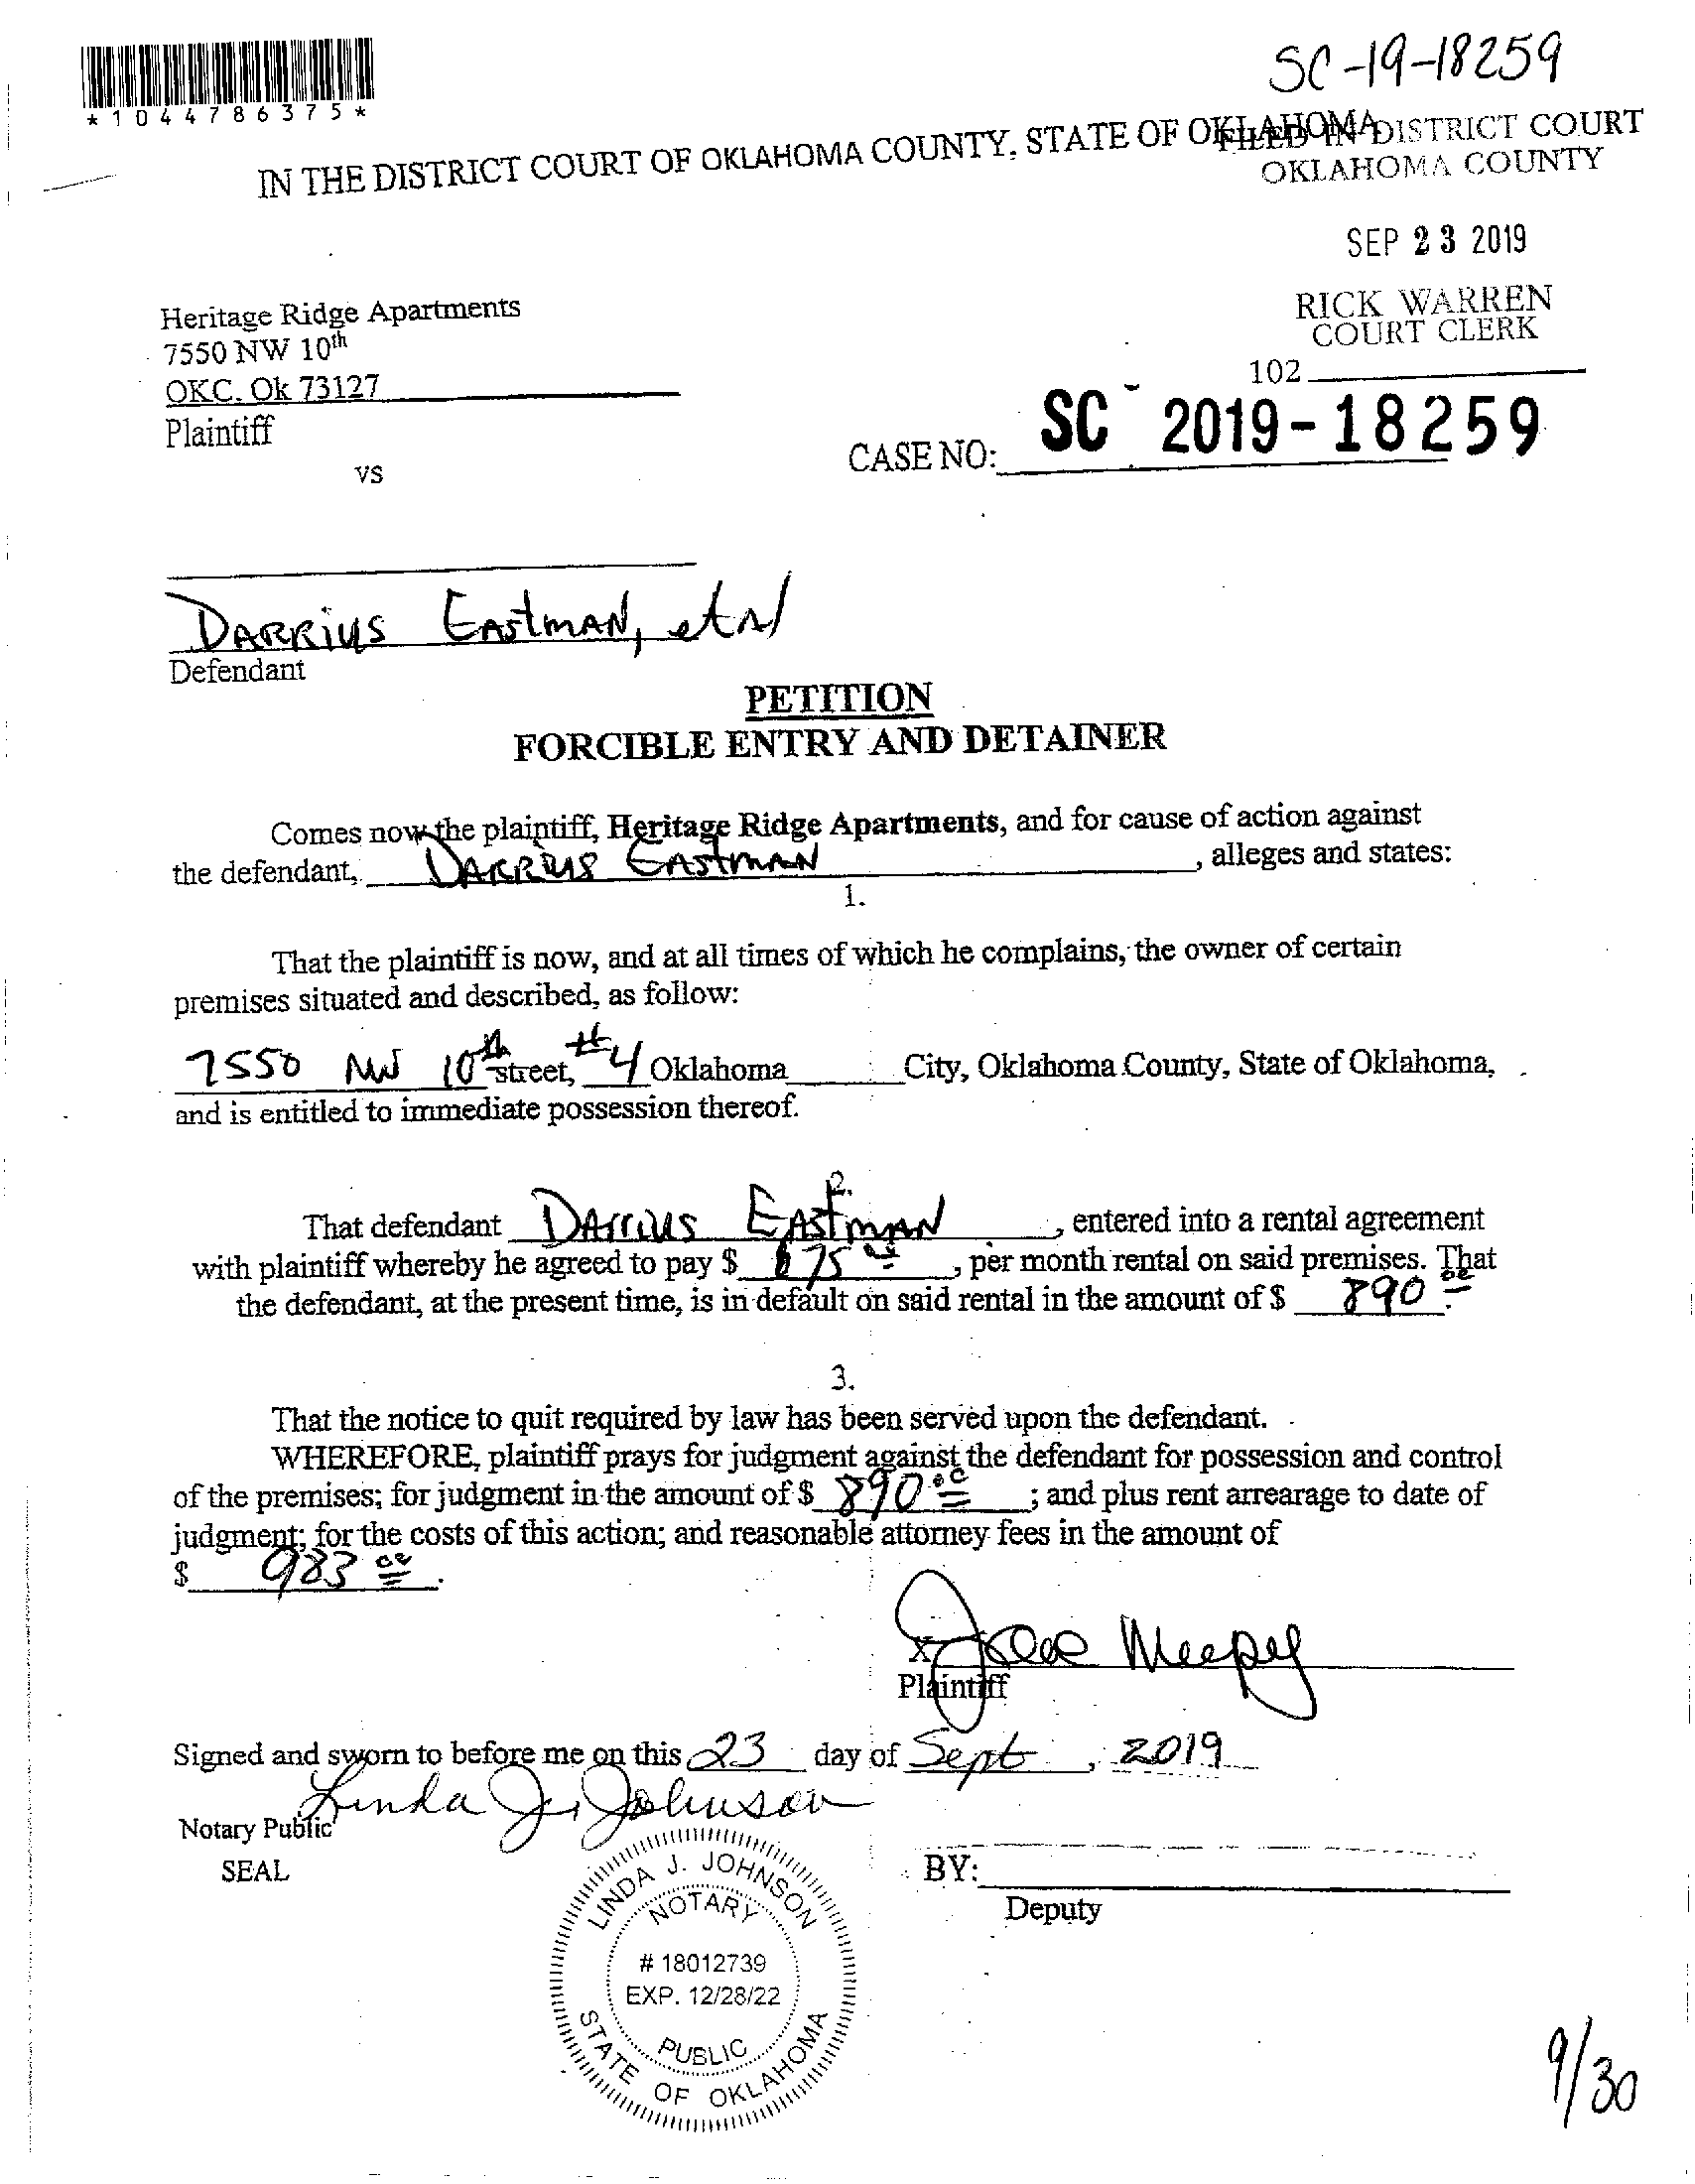 SC-19-18259
*1044786375*
IN THE DISTRICT COURT OF OKLAHOMA COUNTY, STATE OF OKLAHOMA
FILED IN DISTRICT COURT
OKLAHOMA COUNTY
SEP 23 2019
RICK WARREN
COURT CLERK
102
Heritage Ridge Apartments
7550 NW 10th
OKC. Ok 73127
Plaintiff
VS
CASE NO: SC - 2019-18259
DARRIUS EASTMAN, et al
Defendant
PETITION
FORCIBLE ENTRY AND DETAINER
Comes now the plaintiff, Heritage Ridge Apartments, and for cause of action against
the defendant, DARRIUS EASTMAN, alleges and states:
1.
That the plaintiff is now, and at all times of which he complains, the owner of certain
premises situated and described, as follow:
7550 NW 10th street, #4 Oklahoma City, Oklahoma County, State of Oklahoma,
and is entitled to immediate possession thereof.
2.
That defendant DARRIUS EASTMAN, entered into a rental agreement
with plaintiff whereby he agreed to pay $ , per month rental on said premises. That
the defendant, at the present time, is in default on said rental in the amount of $ 890 00.
3.
That the notice to quit required by law has been served upon the defendant.
WHEREFORE, plaintiff prays for judgment against the defendant for possession and control
of the premises; for judgment in the amount of $ 890 00; and plus rent arrearage to date of
judgment; for the costs of this action; and reasonable attorney fees in the amount of
$ 983 00.
X
Plaintiff
Signed and sworn to before me on this 23 day of Sept, 2019
Linda J. Johnson
Notary Public
SEAL
BY:
Deputy
LINDA J. JOHNSON
NOTARY
# 18012739
EXP. 12/28/22
PUBLIC
STATE OF OKLAHOMA
9/30